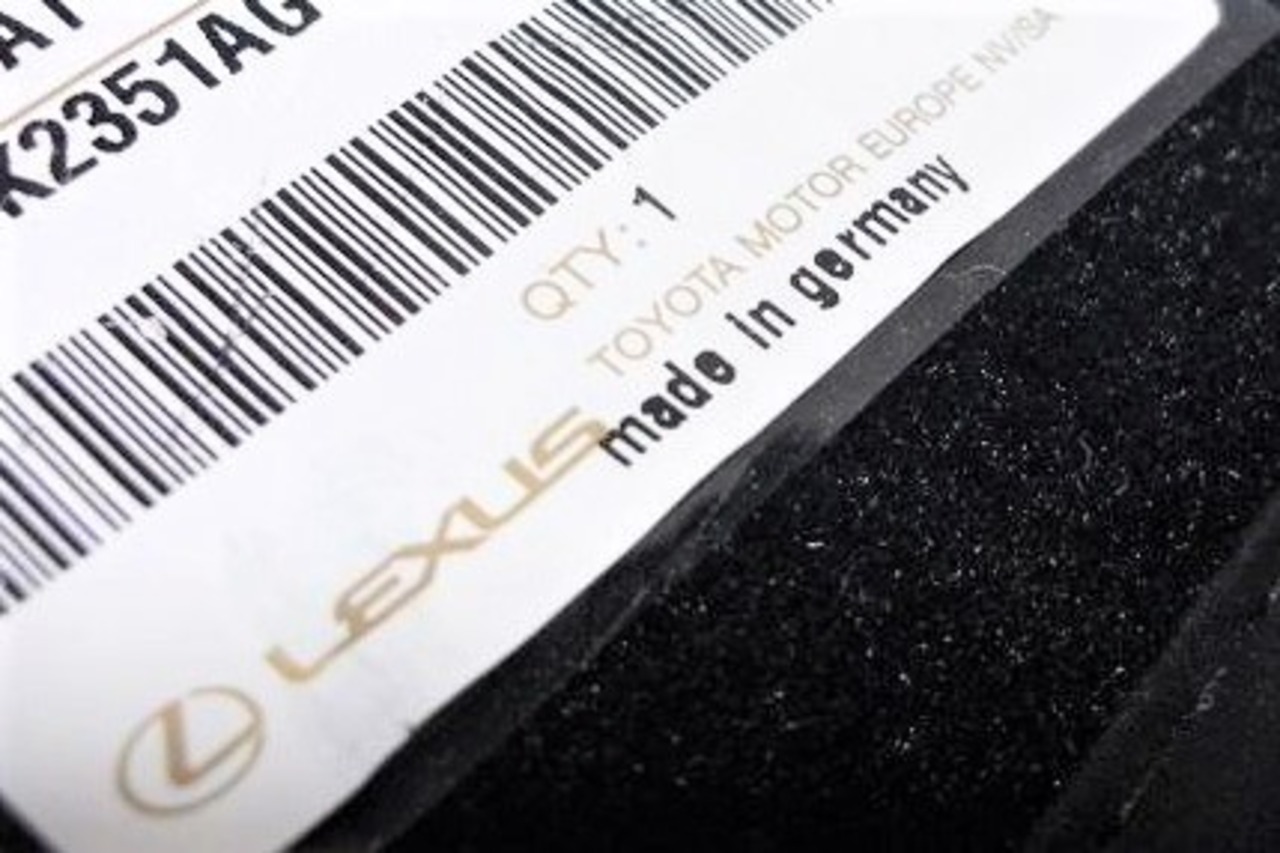 K2351AG
QTY: 1
TOYOTA MOTOR EUROPE NV/SA
made in germany
LEXUS